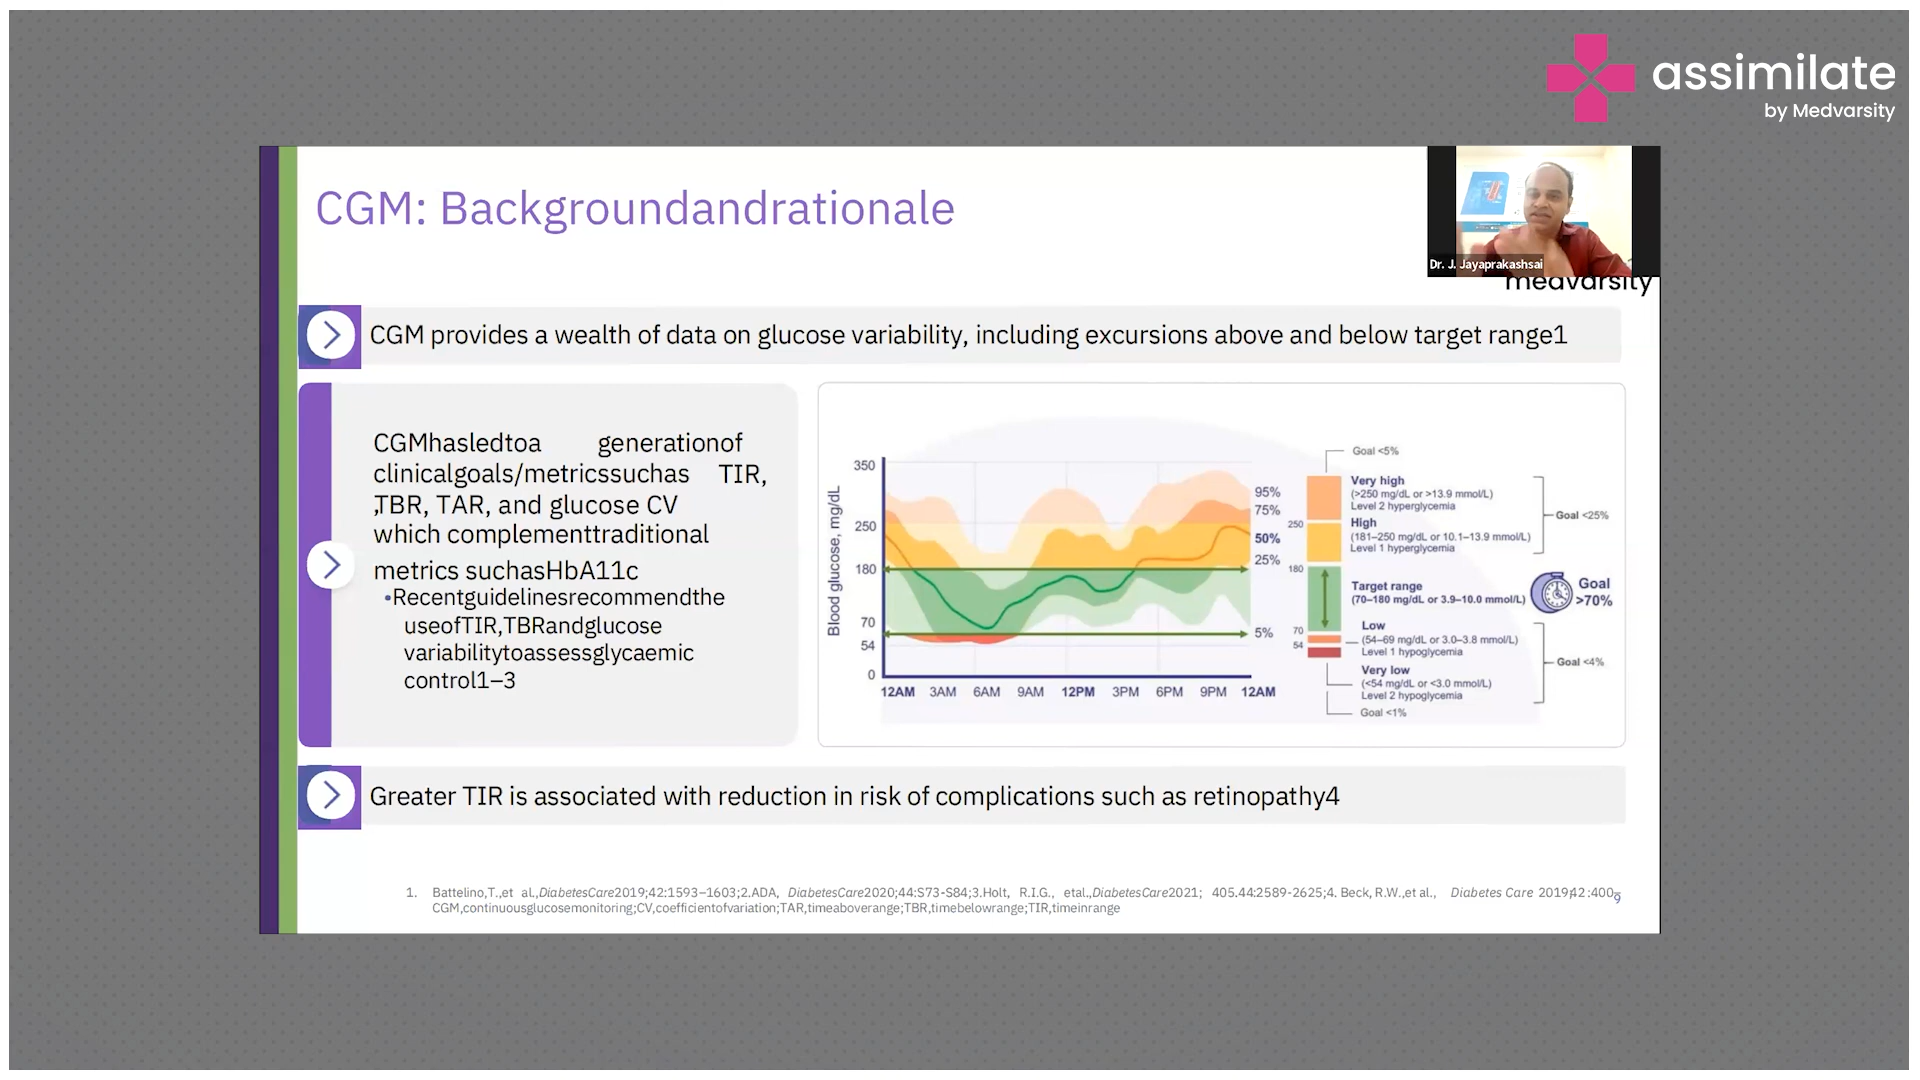 assimilate
by Medvarsity
CGM: Backgroundandrationale
Dr. J. Jayaprakashsai
medvarsity
CGM provides a wealth of data on glucose variability, including excursions above and below target range1
CGMhasledtoa generationof
clinicalgoals/metricssuchas TIR,
,TBR, TAR, and glucose CV
which complementtraditional
metrics suchasHbA11c
•Recentguidelinesrecommendthe
useofTIR,TBRandglucose
variabilitytoassessglycaemic
control1–3
Blood glucose, mg/dL
350
250
180
70
54
0
12AM 3AM 6AM 9AM 12PM 3PM 6PM 9PM 12AM
95%
75%
50%
25%
5%
Goal <5%
Very high
(>250 mg/dL or >13.9 mmol/L)
Level 2 hyperglycemia
250
High
(181–250 mg/dL or 10.1–13.9 mmol/L)
Level 1 hyperglycemia
Goal <25%
180
Target range
(70–180 mg/dL or 3.9–10.0 mmol/L)
Goal
>70%
70
54
Low
(54–69 mg/dL or 3.0–3.8 mmol/L)
Level 1 hypoglycemia
Very low
(<54 mg/dL or <3.0 mmol/L)
Level 2 hypoglycemia
Goal <4%
Goal <1%
Greater TIR is associated with reduction in risk of complications such as retinopathy4
1. Battelino,T.,et al.,DiabetesCare2019;42:1593–1603;2.ADA, DiabetesCare2020;44:S73-S84;3.Holt, R.I.G., etal.,DiabetesCare2021; 405.44:2589-2625;4. Beck, R.W.,et al., Diabetes Care 2019;42:400–
CGM,continuousglucosemonitoring;CV,coefficientofvariation;TAR,timeaboverange;TBR,timebelowrange;TIR,timeinrange
9